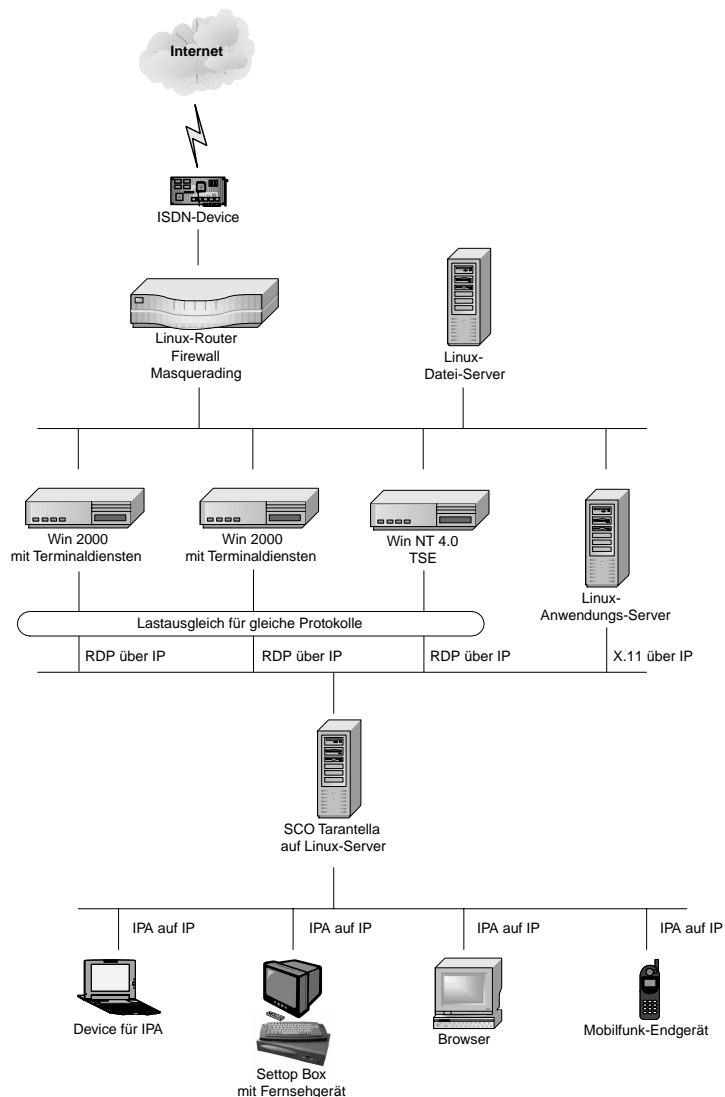 Internet
ISDN-Device
Linux-Router
Firewall
Masquerading
Linux-
Datei-Server
Win 2000
mit Terminaldiensten
Win 2000
mit Terminaldiensten
Win NT 4.0
TSE
Linux-
Anwendungs-Server
Lastausgleich für gleiche Protokolle
RDP über IP
RDP über IP
RDP über IP
X.11 über IP
SCO Tarantella
auf Linux-Server
IPA auf IP
IPA auf IP
IPA auf IP
IPA auf IP
Device für IPA
Settop Box
mit Fernsehgerät
Browser
Mobilfunk-Endgerät